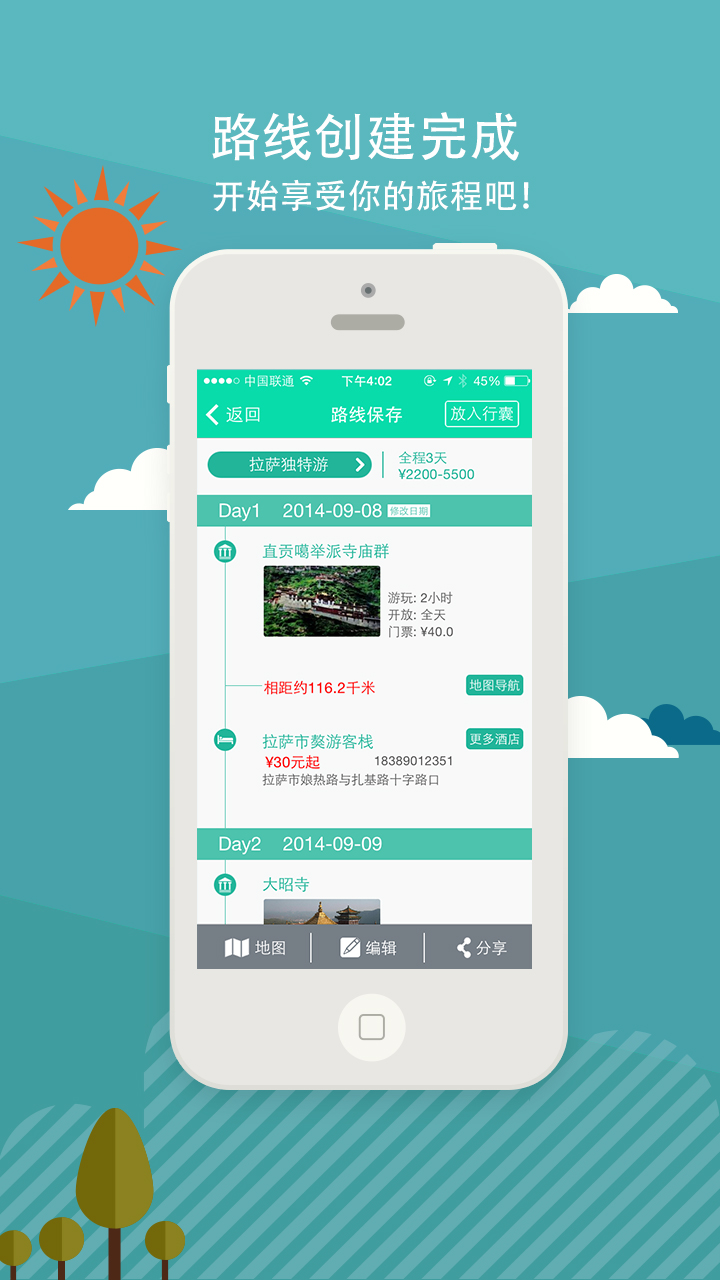 路线创建完成
开始享受你的旅程吧！
中国联通 下午4:02 45%
返回 路线保存 放入行囊
拉萨独特游
全程3天
¥2200-5500
Day1 2014-09-08 修改日期
直贡噶举派寺庙群
游玩: 2小时
开放: 全天
门票: ¥40.0
相距约116.2千米 地图导航
拉萨市嫠游客栈 更多酒店
¥30元起 18389012351
拉萨市娘热路与扎基路十字路口
Day2 2014-09-09
大昭寺
地图 编辑 分享